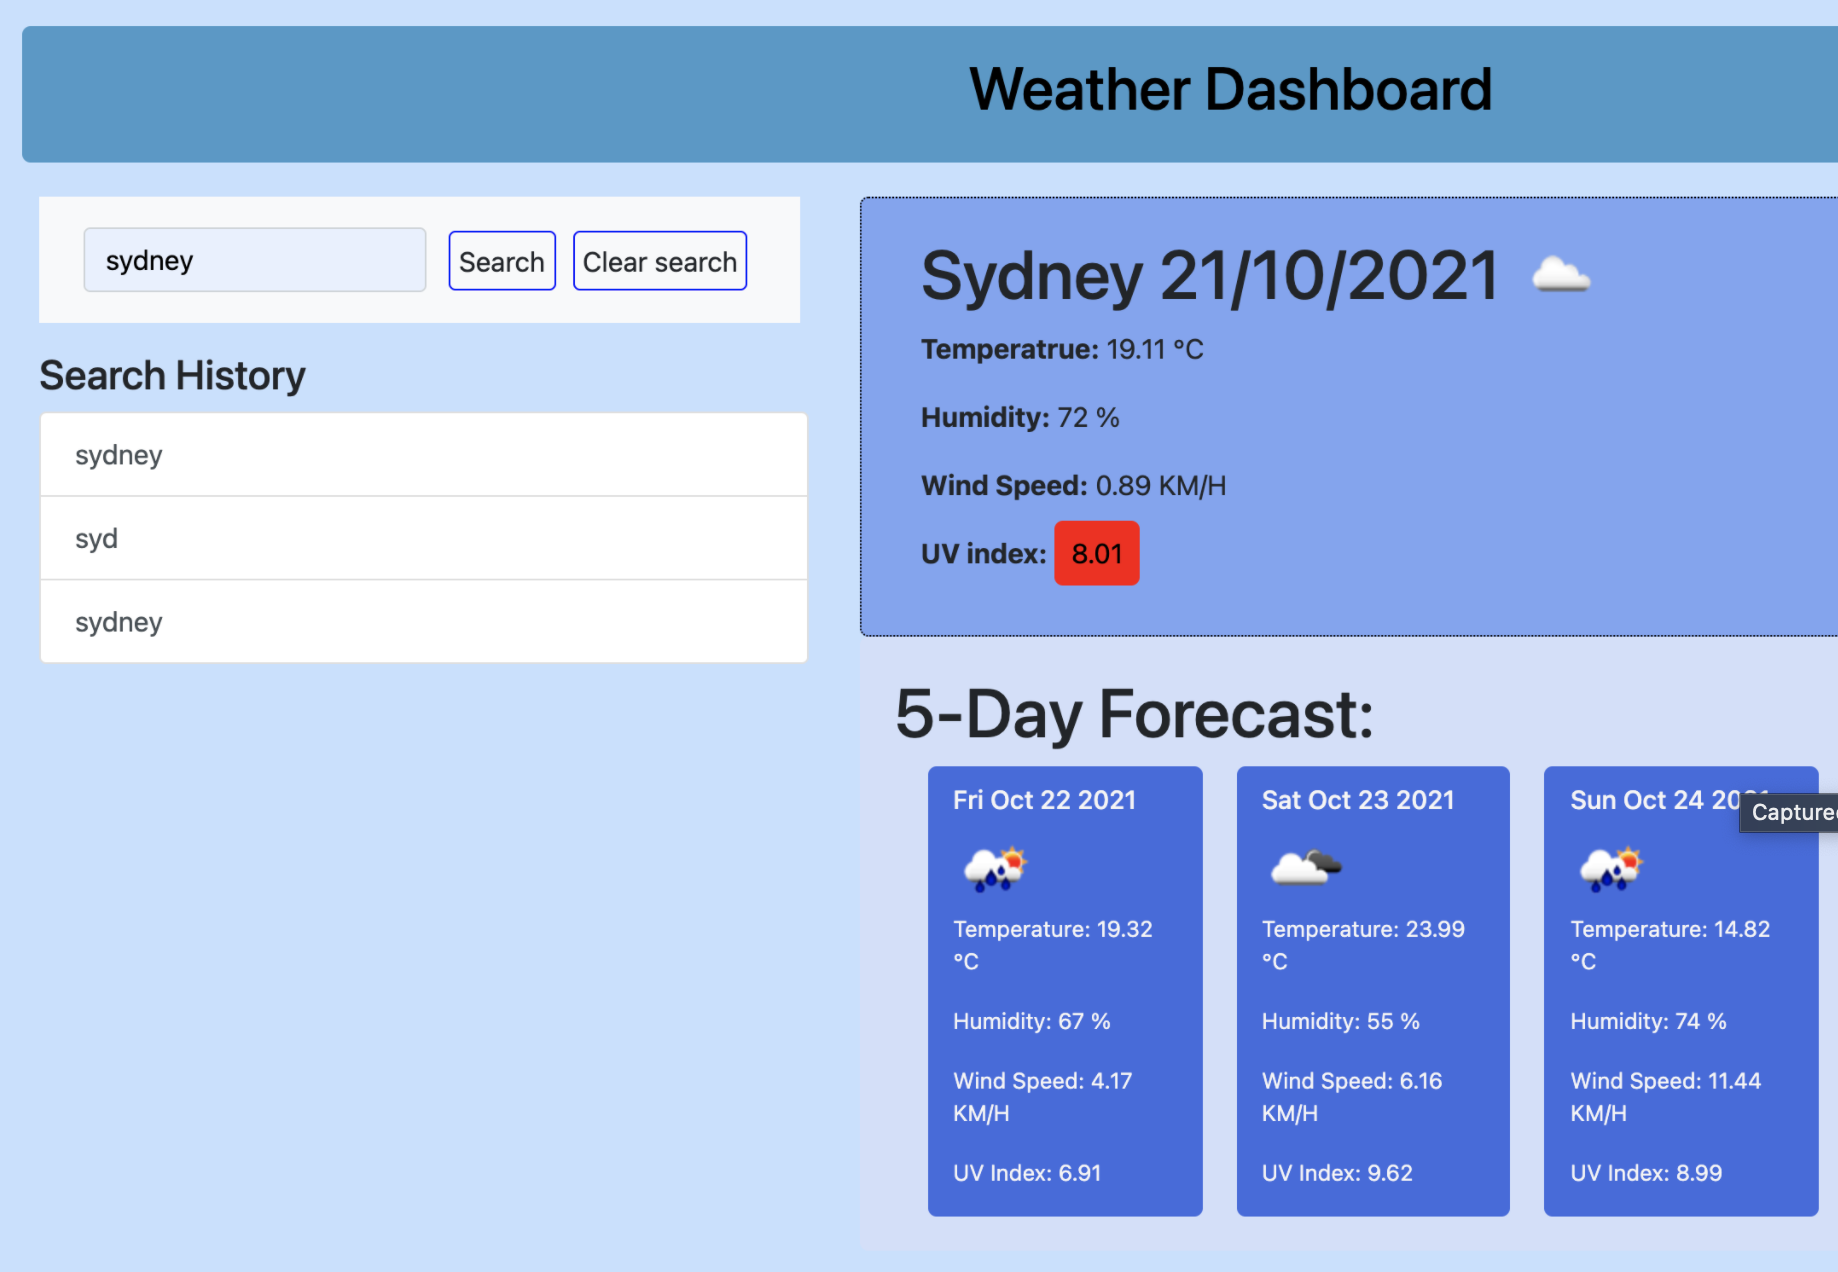 Weather Dashboard
sydney
Search
Clear search
Search History
sydney
syd
sydney
Sydney 21/10/2021
Temperatrue: 19.11 °C
Humidity: 72 %
Wind Speed: 0.89 KM/H
UV index: 8.01
5-Day Forecast:
Fri Oct 22 2021
Temperature: 19.32
°C
Humidity: 67 %
Wind Speed: 4.17
KM/H
UV Index: 6.91
Sat Oct 23 2021
Temperature: 23.99
°C
Humidity: 55 %
Wind Speed: 6.16
KM/H
UV Index: 9.62
Sun Oct 24 2021
Temperature: 14.82
°C
Humidity: 74 %
Wind Speed: 11.44
KM/H
UV Index: 8.99